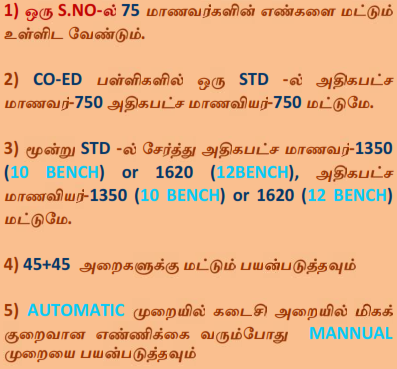 1) ஒரு S.NO-ல் 75 மாணவர்களின் எண்களை மட்டும்
உள்ளிட வேண்டும்.
2) CO-ED பள்ளிகளில் ஒரு STD -ல் அதிகபட்ச
மாணவர்-750 அதிகபட்ச மாணவியர்-750 மட்டுமே.
3) மூன்று STD -ல் சேர்த்து அதிகபட்ச மாணவர்-1350
(10 BENCH) or 1620 (12BENCH), அதிகபட்ச
மாணவியர்-1350 (10 BENCH) or 1620 (12 BENCH)
மட்டுமே.
4) 45+45 அறைகளுக்கு மட்டும் பயன்படுத்தவும்
5) AUTOMATIC முறையில் கடைசி அறையில் மிகக்
குறைவான எண்ணிக்கை வரும்போது MANNUAL
முறையை பயன்படுத்தவும்